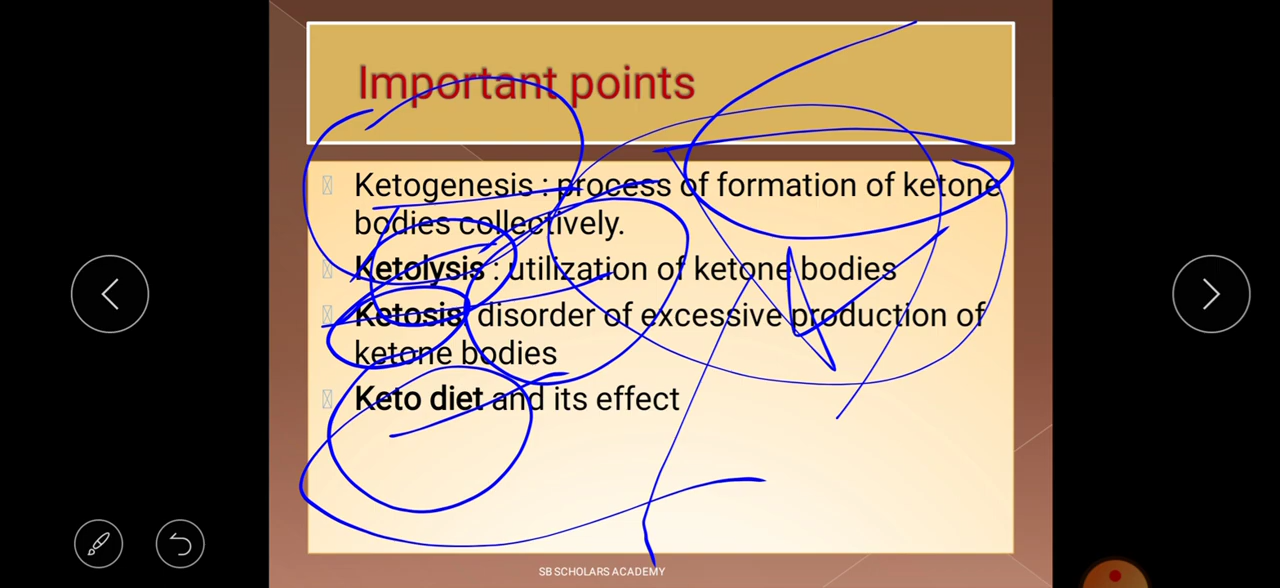 Important points
Ketogenesis : process of formation of ketone
bodies collectively.
Ketolysis : utilization of ketone bodies
Ketosis: disorder of excessive production of
ketone bodies
Keto diet and its effect
SB SCHOLARS ACADEMY